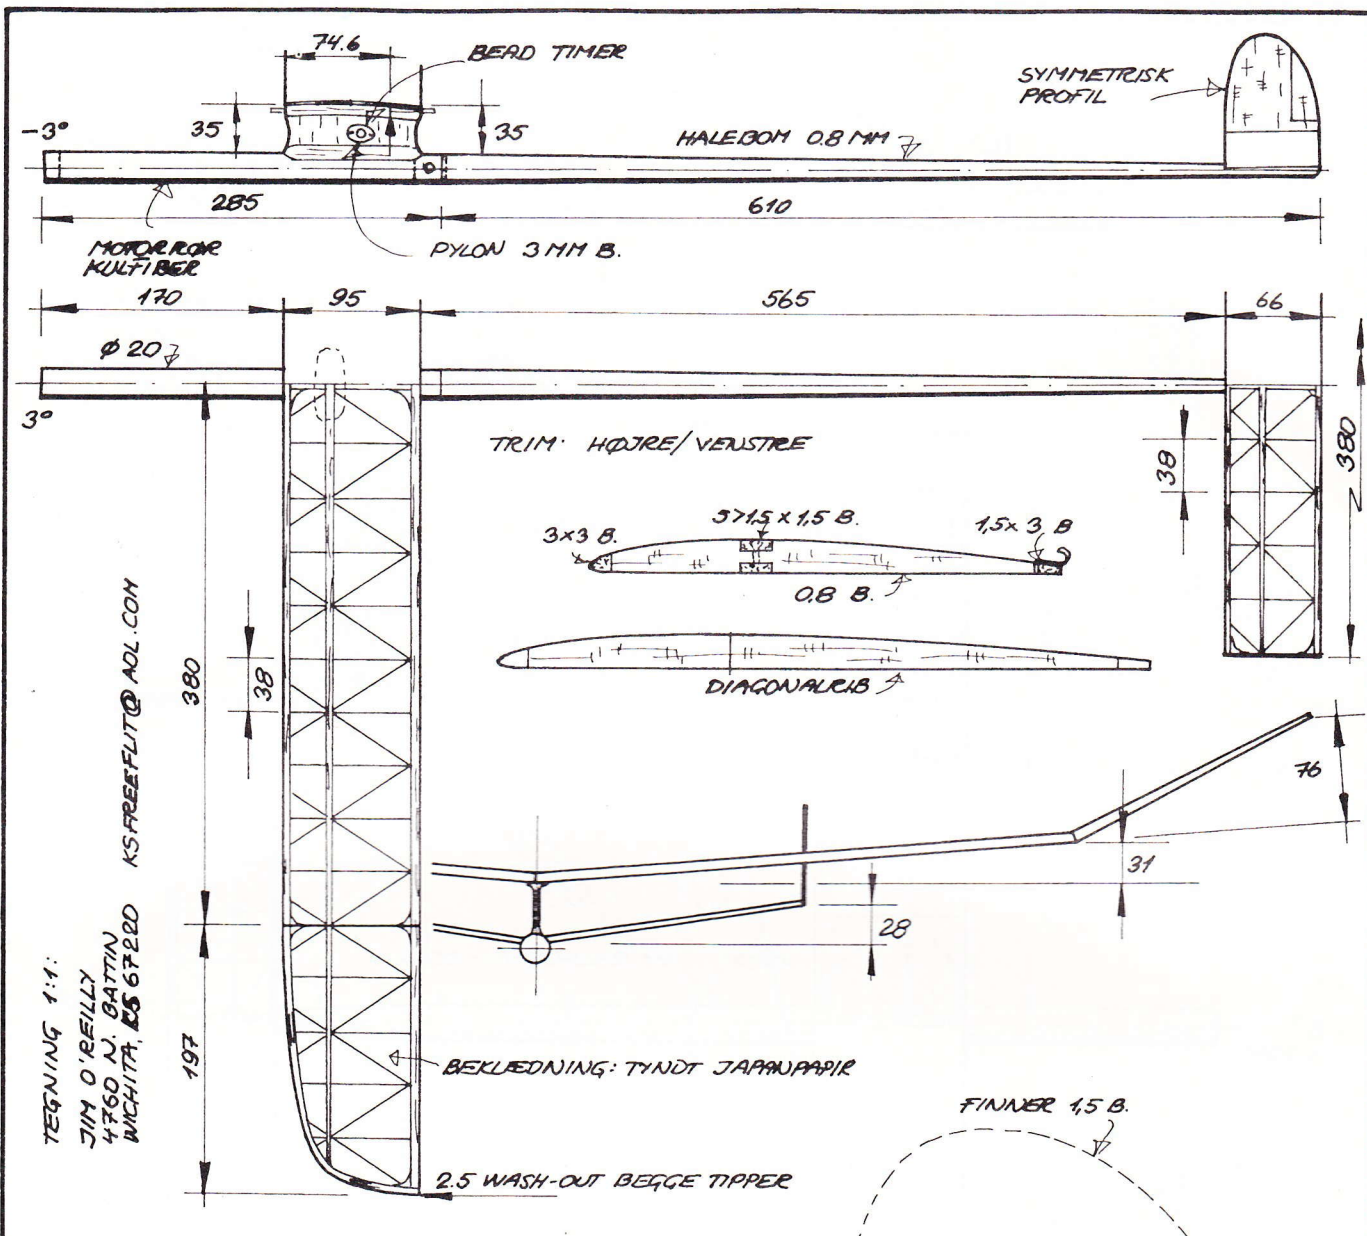 74.6
BEAD TIMER
SYMMETRISK
PROFIL
-3°
35
35
HALEBOM 0.8 MM
285
610
MOTORRØR
KULFIBER
PYLON 3 MM B.
170
95
565
66
Ø 20
3°
TRIM: HØJRE/VENSTRE
38
380
3×3 B.
1,5 x 3 B
0,8 B.
380
38
DIAGONALRIB
76
31
28
197
TEGNING 1:1:
JIM O'REILLY
4760 N. BATTIN
WICHITA, KS 67220 KSFREEFLIT@AOL.COM
BEKLÆDNING: TYNDT JAPANPAPIR
FINNER 1,5 B.
2.5 WASH-OUT BEGGE TIPPER